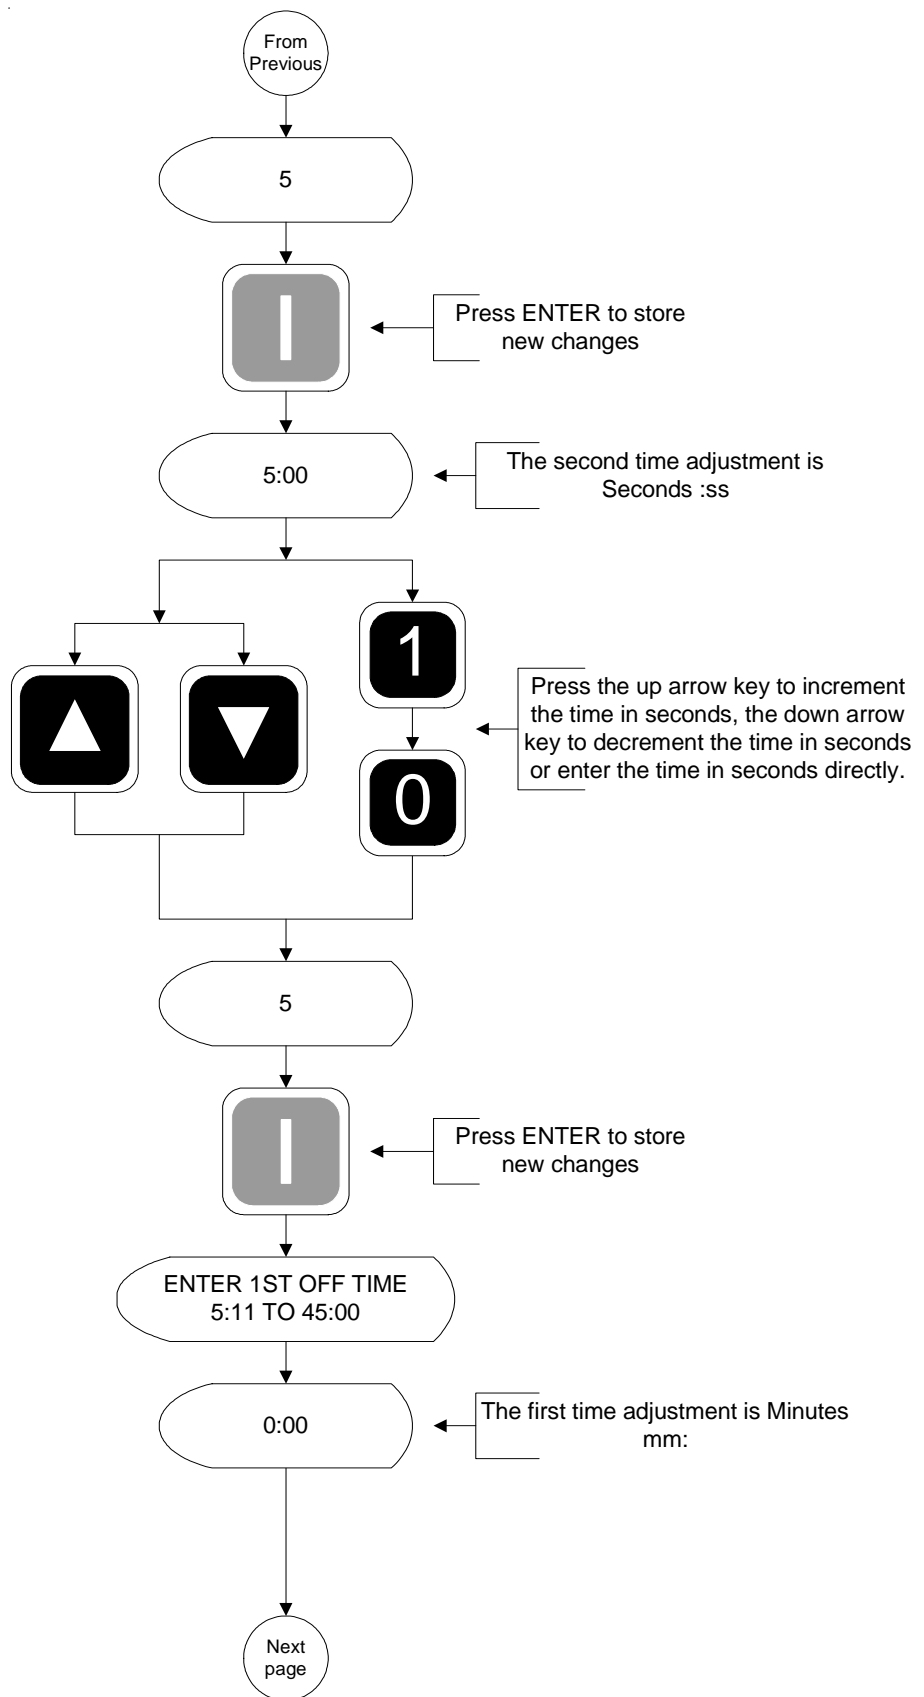 From
Previous
5
I
Press ENTER to store
new changes
5:00
The second time adjustment is
Seconds :ss
1
Press the up arrow key to increment
the time in seconds, the down arrow
key to decrement the time in seconds
or enter the time in seconds directly.
0
5
I
Press ENTER to store
new changes
ENTER 1ST OFF TIME
5:11 TO 45:00
0:00
The first time adjustment is Minutes
mm:
Next
page